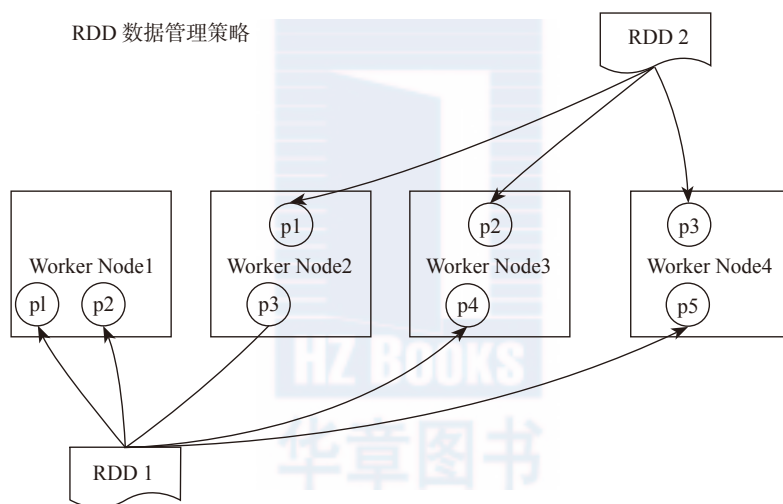 RDD 数据管理策略
RDD 2
p1
p2
p3
Worker Node1
Worker Node2
Worker Node3
Worker Node4
pl
p2
p3
p4
p5
HZ BOOKS
华章图书
RDD 1